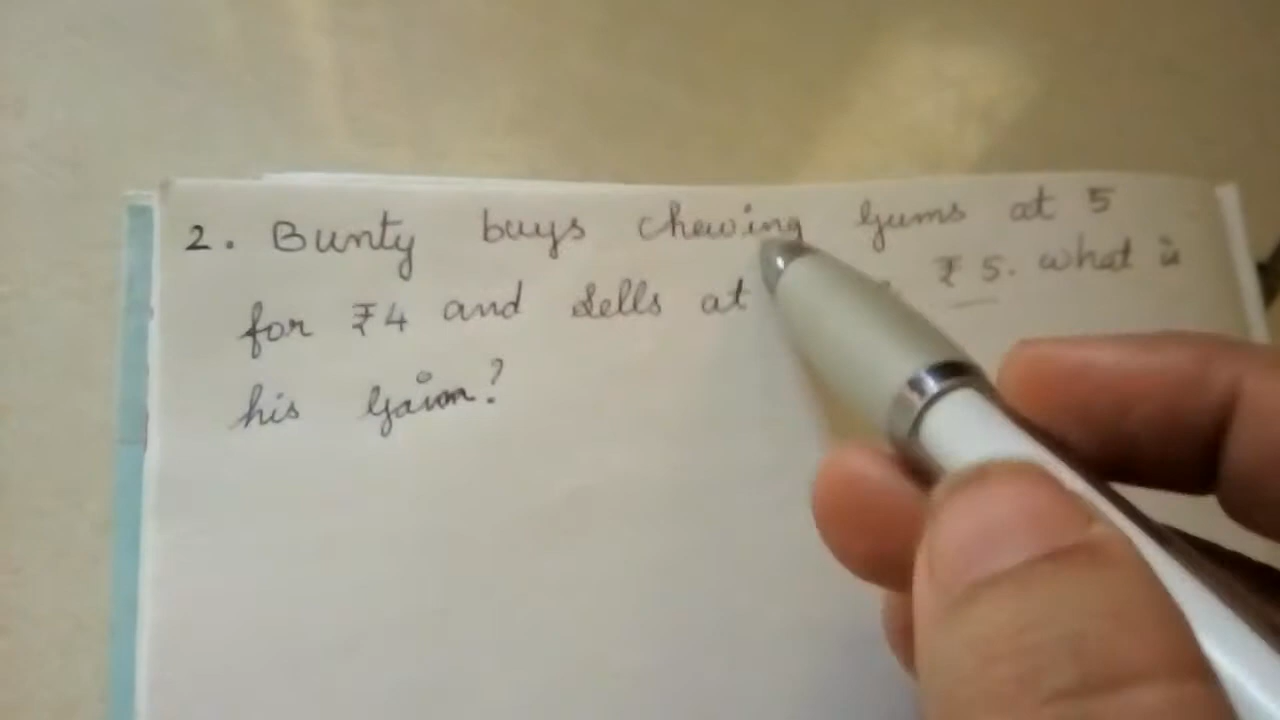 2. Bunty buys chewing gums at 5
for ₹4 and sells at ₹ 5. what is
his gain?